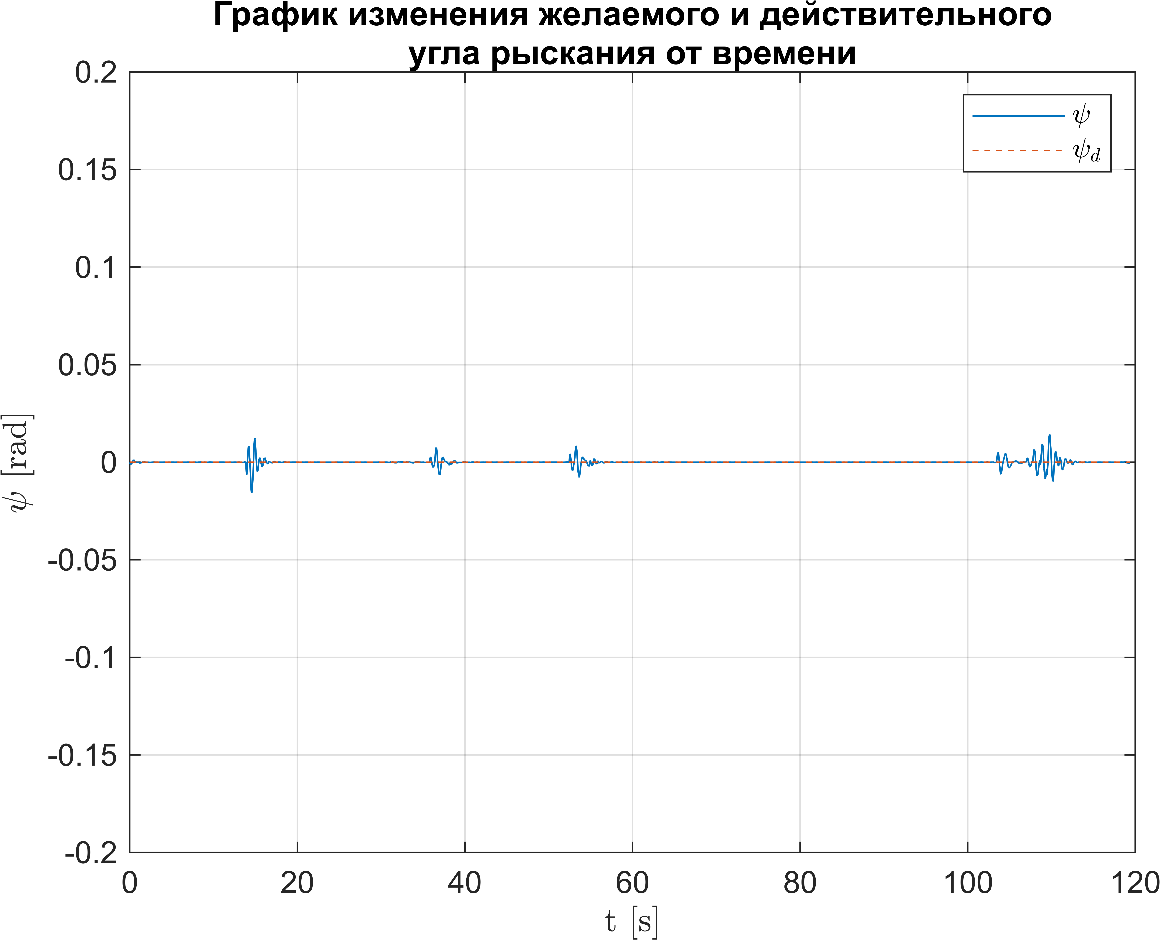 График изменения желаемого и действительного
угла рыскания от времени
ψ
ψ_d
0.2
0.15
0.1
0.05
0
-0.05
-0.1
-0.15
-0.2
ψ [rad]
0 20 40 60 80 100 120
t [s]